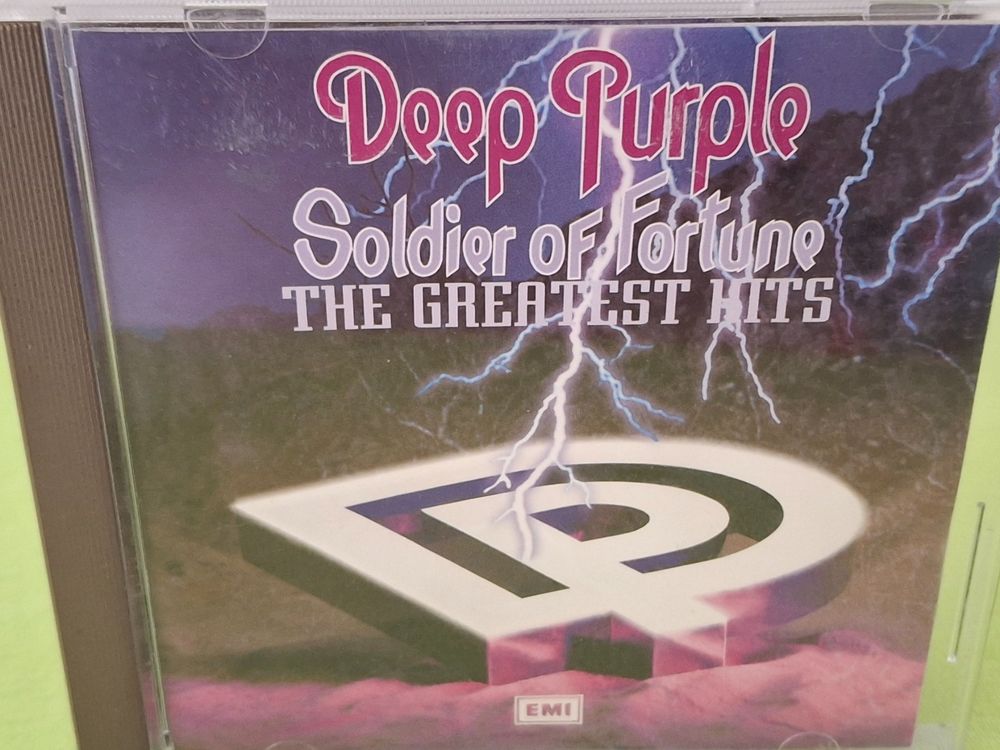 Deep Purple
Soldier of Fortune
THE GREATEST HITS
EMI